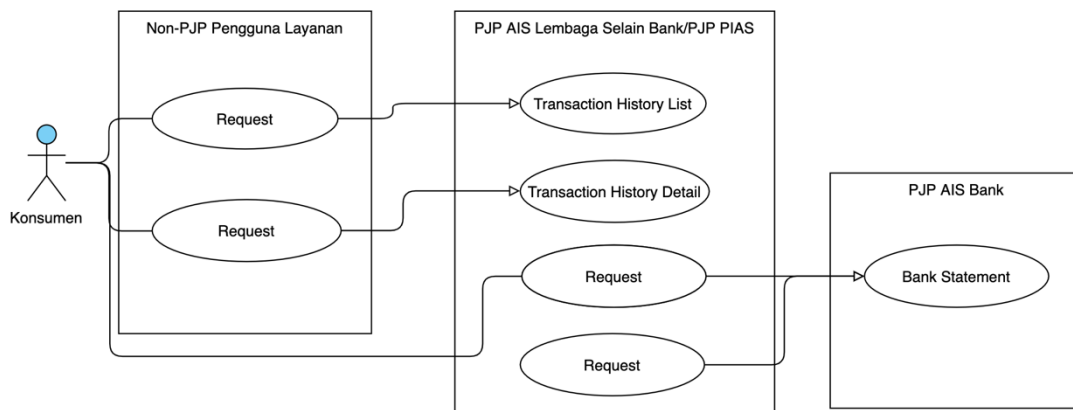 Non-PJP Pengguna Layanan
PJP AIS Lembaga Selain Bank/PJP PIAS
Request
Transaction History List
Request
Transaction History Detail
Konsumen
PJP AIS Bank
Request
Bank Statement
Request